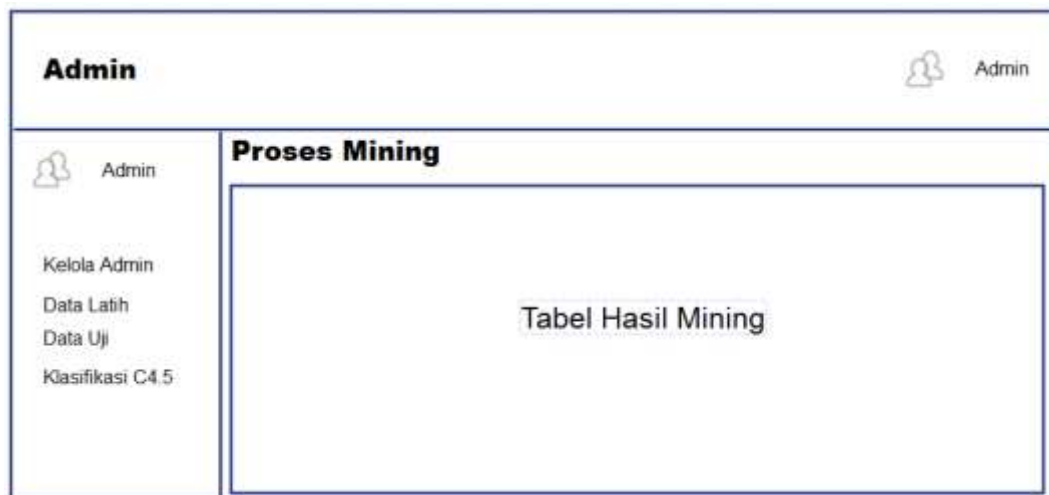 Admin
Admin
Admin
Proses Mining
Kelola Admin
Data Latih
Data Uji
Klasifikasi C4.5
Tabel Hasil Mining